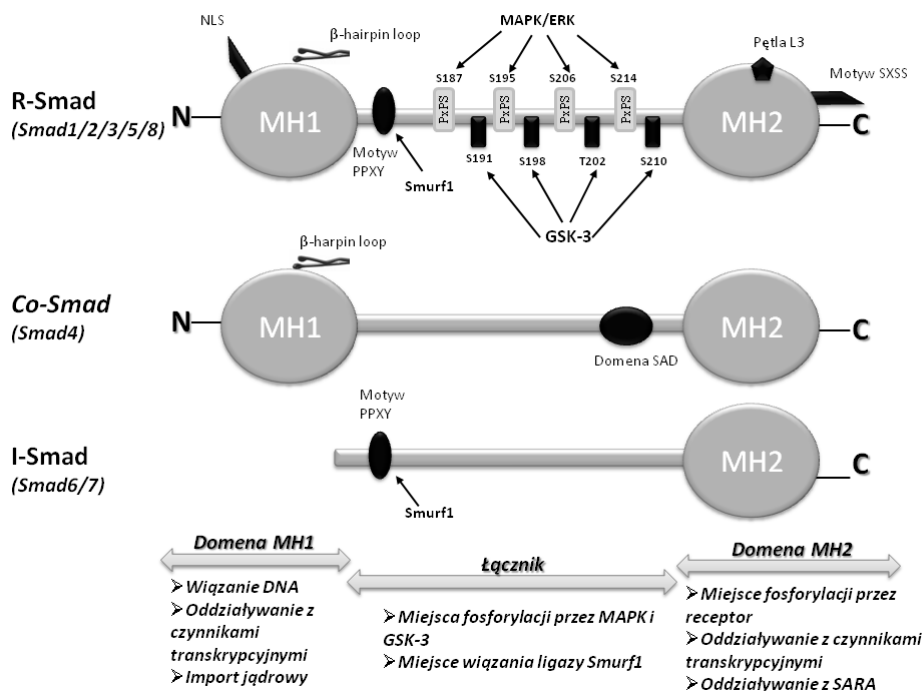 NLS
β-hairpin loop
MAPK/ERK
Pętla L3
Motyw SXSS
S187
S195
S206
S214
R-Smad
(Smad1/2/3/5/8)
N
MH1
PxPS
PxPS
PxPS
PxPS
MH2
C
Motyw
PPXY
Smurf1
S191
S198
T202
S210
GSK-3
β-harpin loop
Co-Smad
(Smad4)
N
MH1
MH2
C
Domena SAD
Motyw
PPXY
I-Smad
(Smad6/7)
MH2
C
Smurf1
Domena MH1
Łącznik
Domena MH2
➢Wiązanie DNA
➢Oddziaływanie z
czynnikami
transkrypcyjnymi
➢Import jądrowy
➢Miejsca fosforylacji przez MAPK i
GSK-3
➢Miejsce wiązania ligazy Smurf1
➢Miejsce fosforylacji przez
receptor
➢Oddziaływanie z czynnikami
transkrypcyjnymi
➢Oddziaływanie z SARA